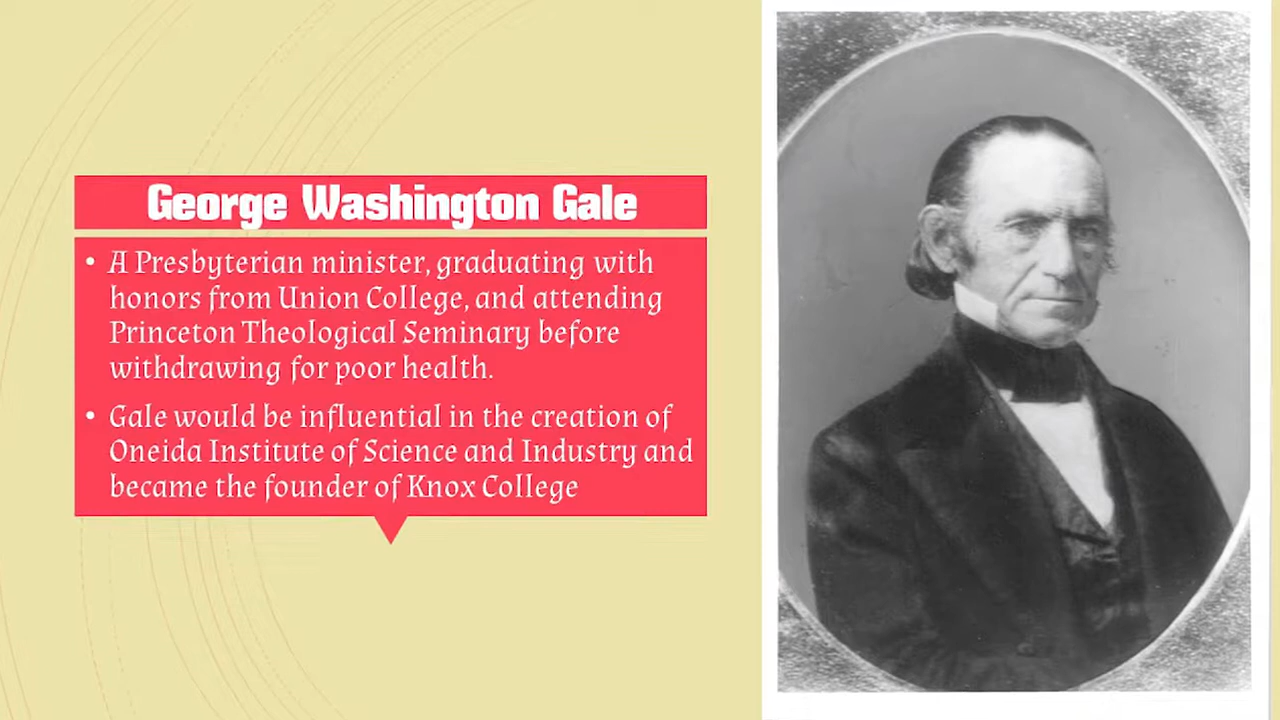 George Washington Gale
• A Presbyterian minister, graduating with
honors from Union College, and attending
Princeton Theological Seminary before
withdrawing for poor health.
• Gale would be influential in the creation of
Oneida Institute of Science and Industry and
became the founder of Knox College